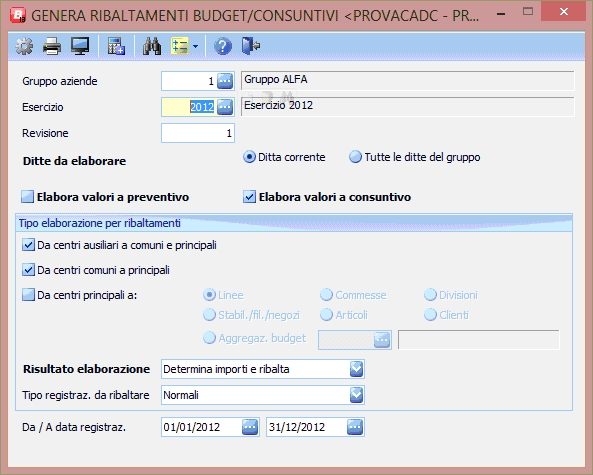 GENERA RIBALTAMENTI BUDGET/CONSUNTIVI <PROVACADC - PR...
Gruppo aziende 1 ... Gruppo ALFA
Esercizio 2012 ... Esercizio 2012
Revisione 1
Ditte da elaborare Ditta corrente Tutte le ditte del gruppo
Elabora valori a preventivo Elabora valori a consuntivo
Tipo elaborazione per ribaltamenti
Da centri ausiliari a comuni e principali
Da centri comuni a principali
Da centri principali a: Linee Commesse Divisioni
Stabil./fil./negozi Articoli Clienti
Aggregaz. budget ...
Risultato elaborazione Determina importi e ribalta
Tipo registraz. da ribaltare Normali
Da / A data registraz. 01/01/2012 ... 31/12/2012 ...